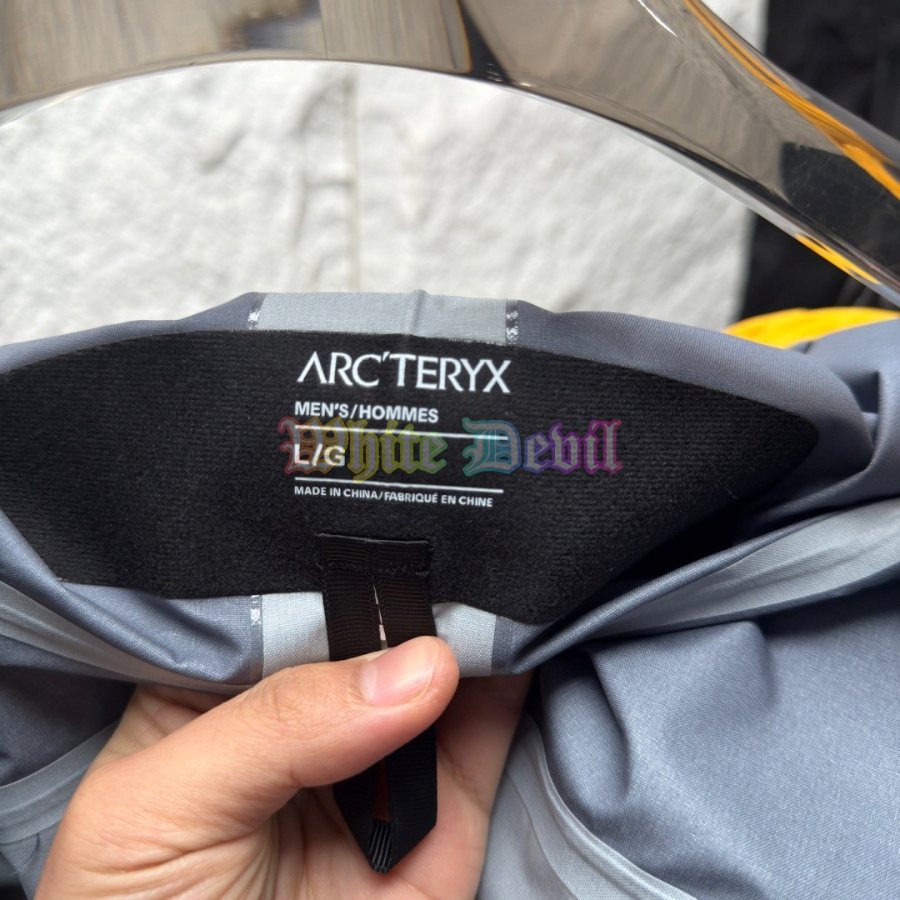 ARC'TERYX
MEN'S/HOMMES
White Devil
L/G
MADE IN CHINA/FABRIQUÉ EN CHINE